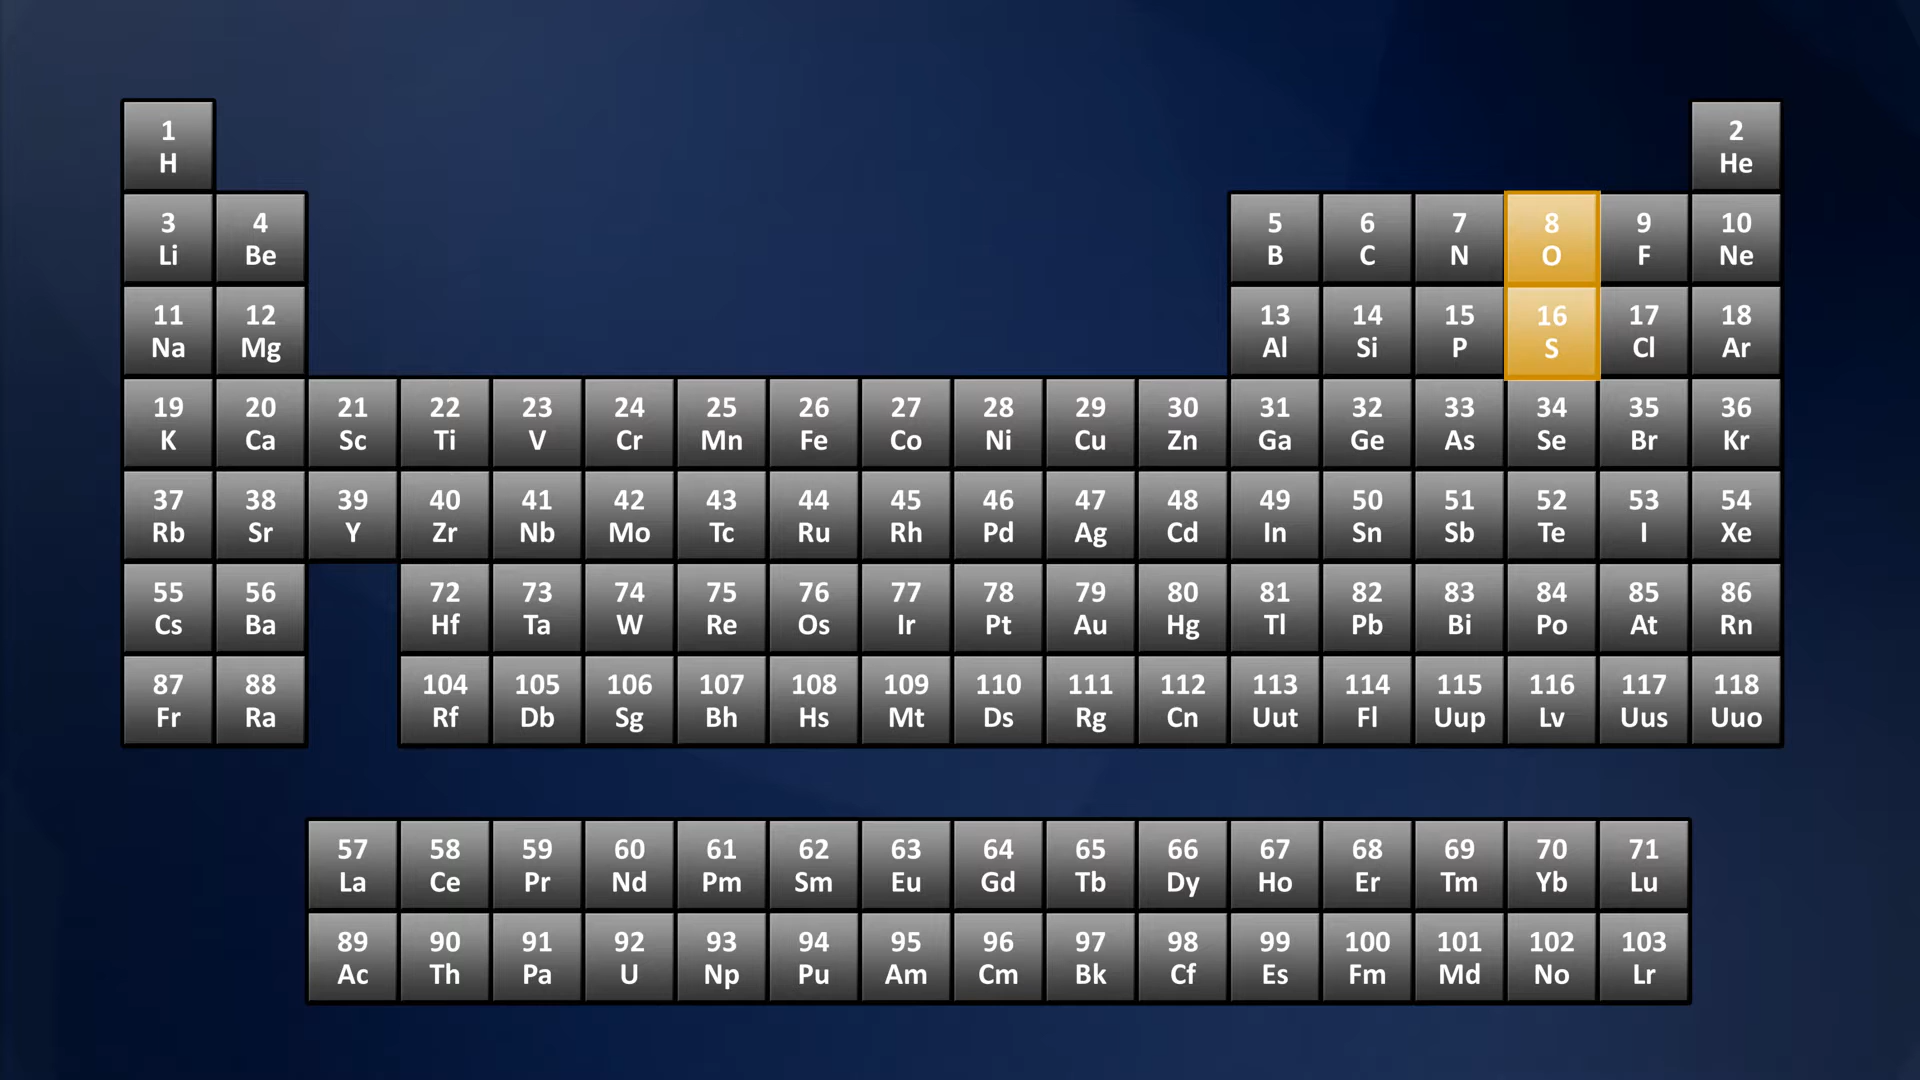 1 2
H He
3 4 5 6 7 8 9 10
Li Be B C N O F Ne
11 12 13 14 15 16 17 18
Na Mg Al Si P S Cl Ar
19 20 21 22 23 24 25 26 27 28 29 30 31 32 33 34 35 36
K Ca Sc Ti V Cr Mn Fe Co Ni Cu Zn Ga Ge As Se Br Kr
37 38 39 40 41 42 43 44 45 46 47 48 49 50 51 52 53 54
Rb Sr Y Zr Nb Mo Tc Ru Rh Pd Ag Cd In Sn Sb Te I Xe
55 56 72 73 74 75 76 77 78 79 80 81 82 83 84 85 86
Cs Ba Hf Ta W Re Os Ir Pt Au Hg Tl Pb Bi Po At Rn
87 88 104 105 106 107 108 109 110 111 112 113 114 115 116 117 118
Fr Ra Rf Db Sg Bh Hs Mt Ds Rg Cn Uut Fl Uup Lv Uus Uuo
57 58 59 60 61 62 63 64 65 66 67 68 69 70 71
La Ce Pr Nd Pm Sm Eu Gd Tb Dy Ho Er Tm Yb Lu
89 90 91 92 93 94 95 96 97 98 99 100 101 102 103
Ac Th Pa U Np Pu Am Cm Bk Cf Es Fm Md No Lr